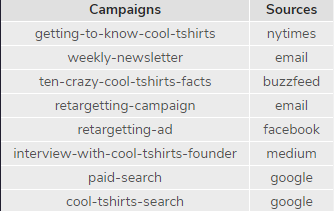 Campaigns Sources
getting-to-know-cool-tshirts nytimes
weekly-newsletter email
ten-crazy-cool-tshirts-facts buzzfeed
retargetting-campaign email
retargetting-ad facebook
interview-with-cool-tshirts-founder medium
paid-search google
cool-tshirts-search google